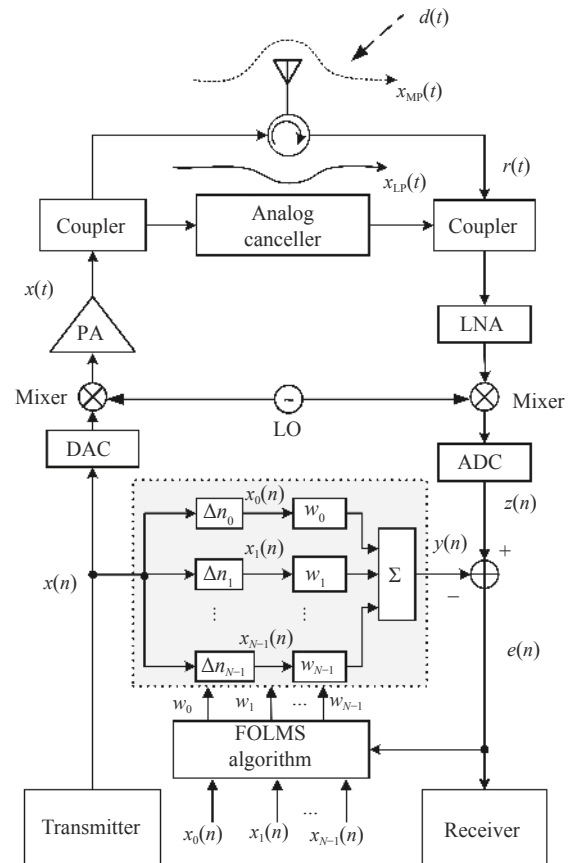 d(t)
x_MP(t)
x_LP(t)
r(t)
Coupler
Analog
canceller
Coupler
x(t)
PA
LNA
Mixer
~
LO
Mixer
DAC
ADC
x_0(n)
z(n)
Δn_0
w_0
x_1(n)
y(n)
+
x(n)
Δn_1
w_1
Σ
−
⋮
⋮
x_{N−1}(n)
e(n)
Δn_{N−1}
w_{N−1}
w_0
w_1
...
w_{N−1}
FOLMS
algorithm
Transmitter
x_0(n)
x_1(n)
...
x_{N−1}(n)
Receiver